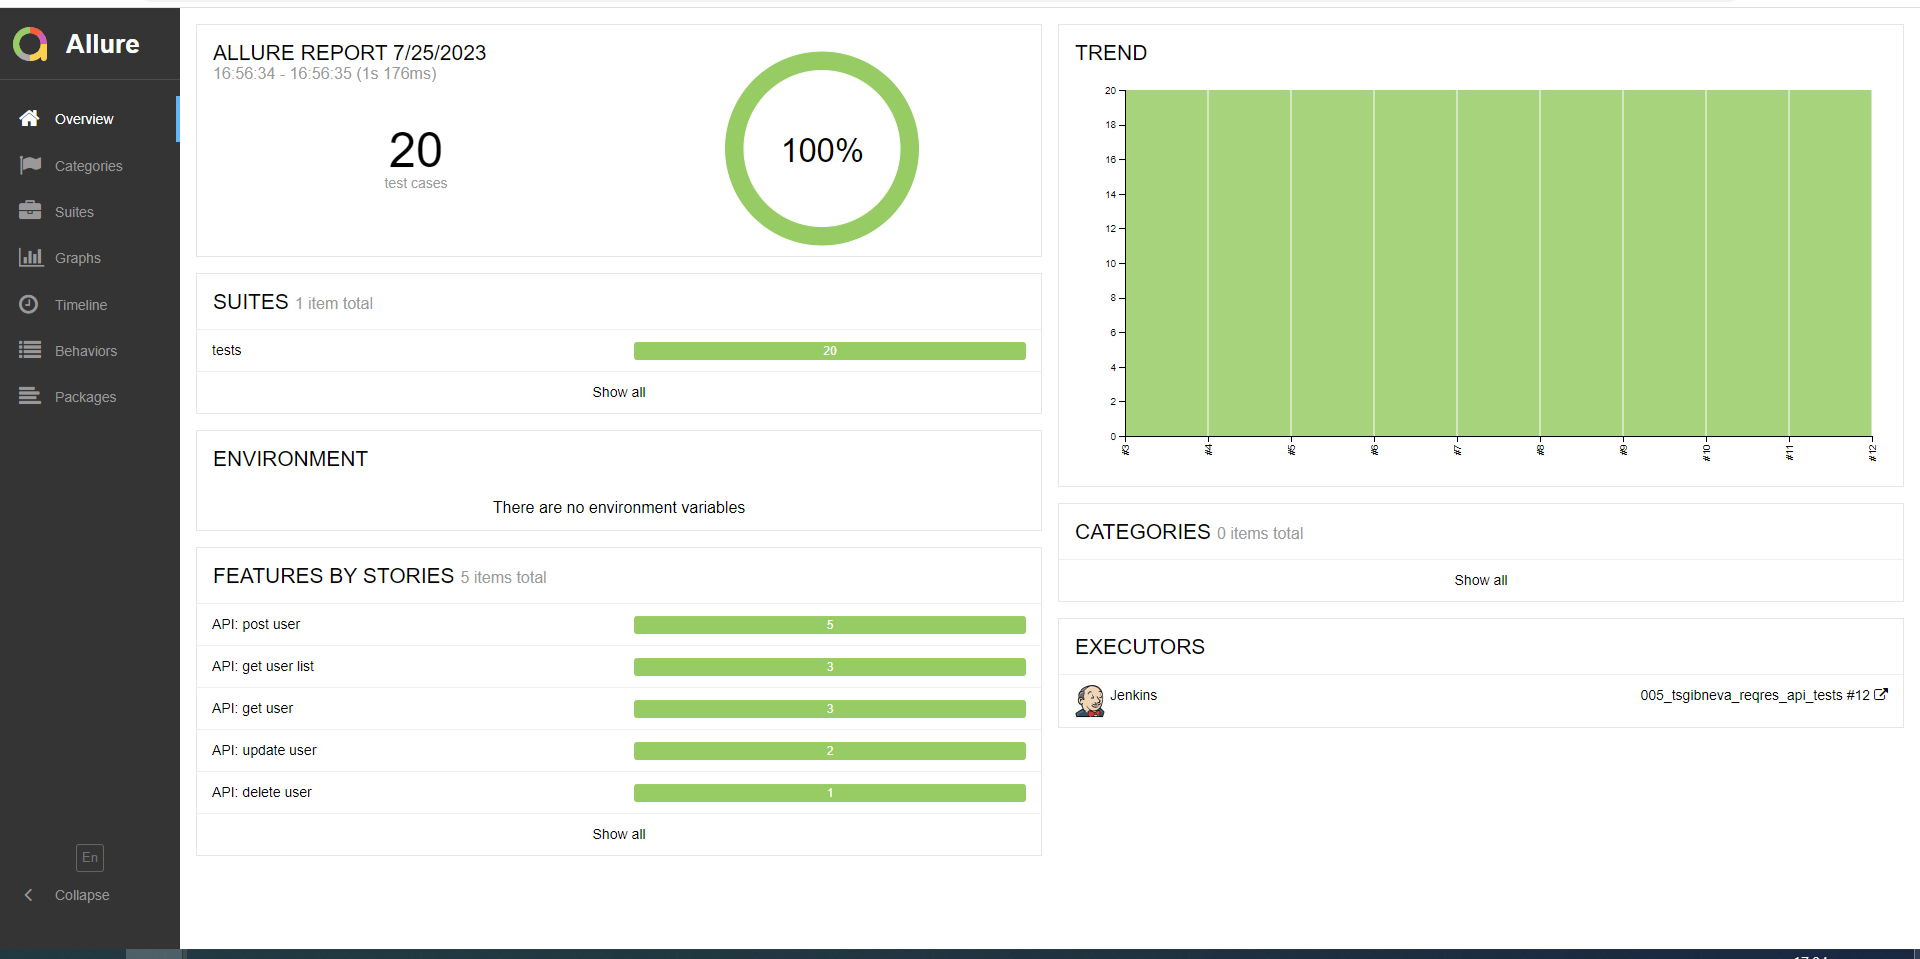 Allure
Overview
Categories
Suites
Graphs
Timeline
Behaviors
Packages
En
Collapse
ALLURE REPORT 7/25/2023
16:56:34 - 16:56:35 (1s 176ms)
20
test cases
100%
SUITES 1 item total
tests 20
Show all
ENVIRONMENT
There are no environment variables
FEATURES BY STORIES 5 items total
API: post user 5
API: get user list 3
API: get user 3
API: update user 2
API: delete user 1
Show all
TREND
20
18
16
14
12
10
8
6
4
2
0
#3 #4 #5 #6 #7 #8 #9 #10 #11 #12
CATEGORIES 0 items total
Show all
EXECUTORS
Jenkins 005_tsgibneva_reqres_api_tests #12